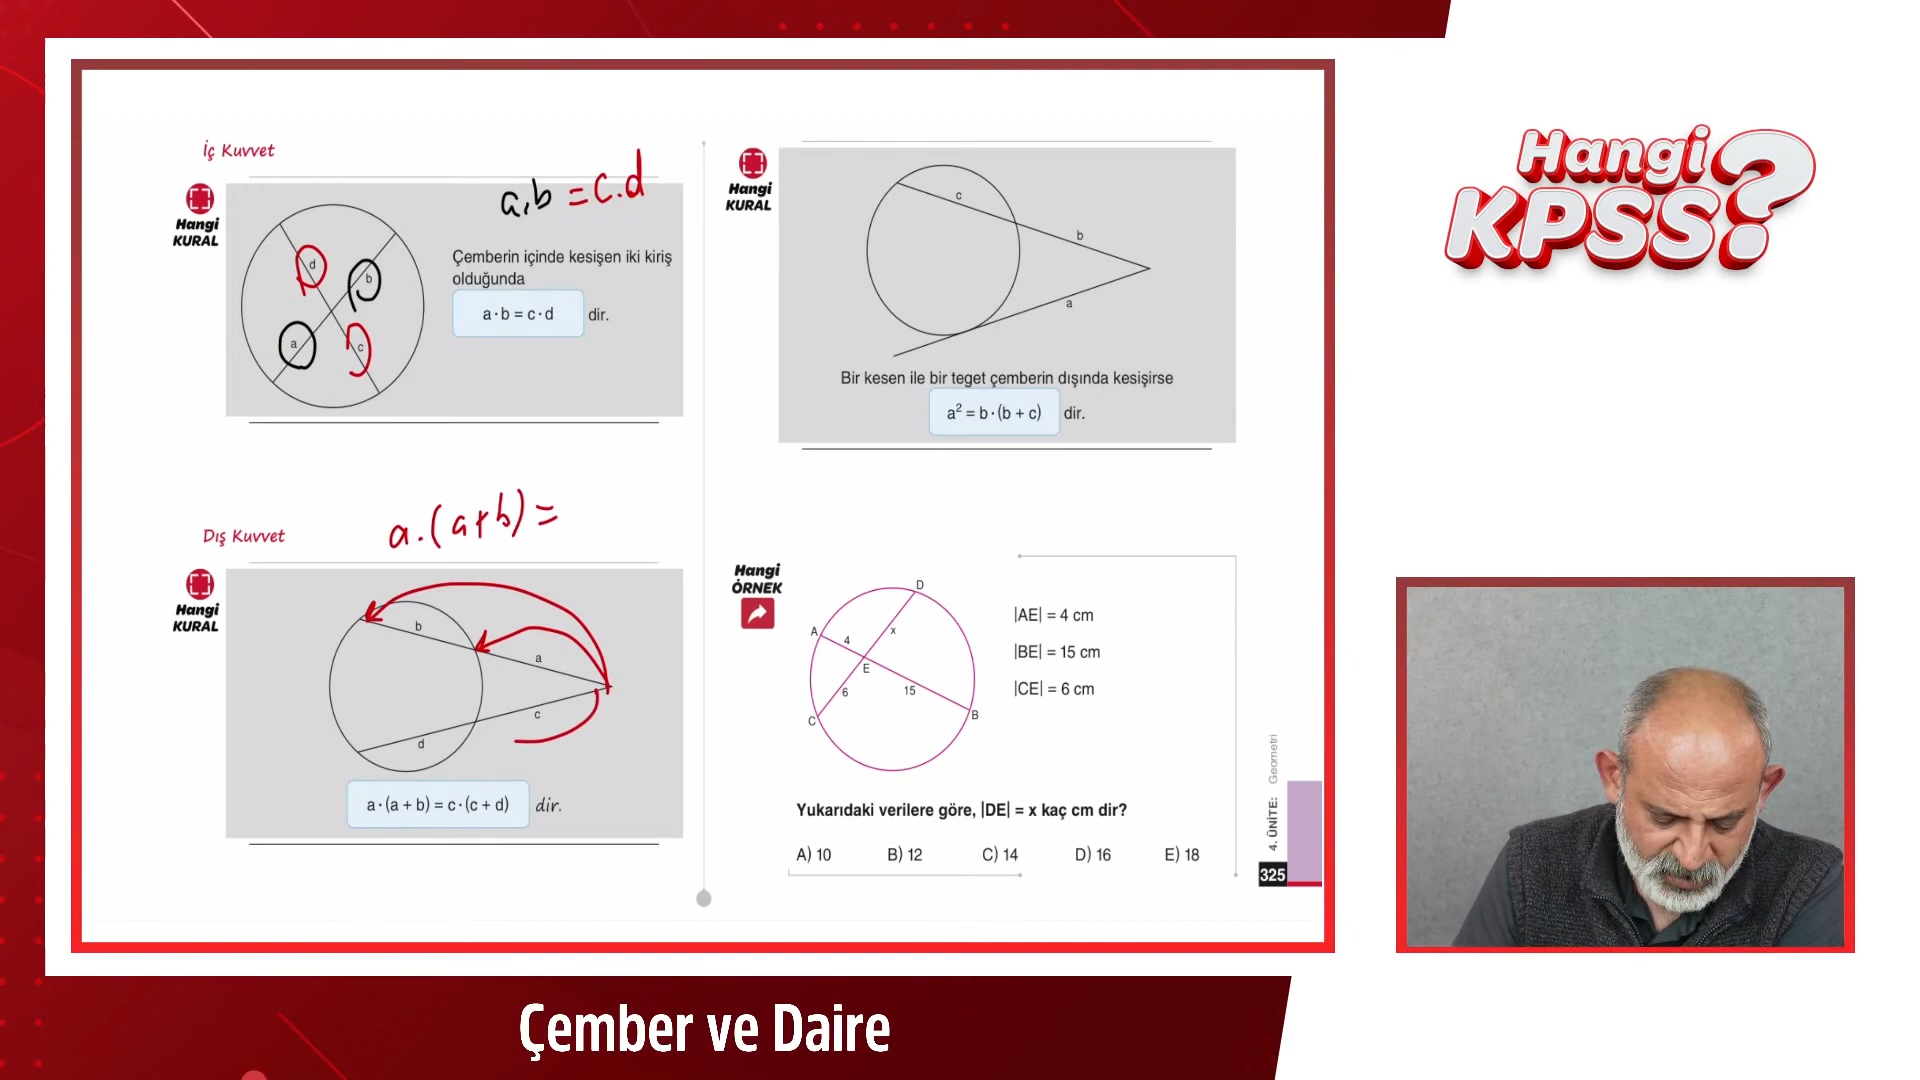 İç Kuvvet
Hangi
KURAL
a.b = c.d
d
b
a
c
Çemberin içinde kesişen iki kiriş
olduğunda
a·b = c·d dir.
Dış Kuvvet
a.(a+b)=
Hangi
KURAL
b
a
c
d
a·(a + b) = c·(c + d) dir.
Hangi
KURAL
c
b
a
Bir kesen ile bir teget çemberin dışında kesişirse
a² = b·(b + c) dir.
Hangi
ÖRNEK
D
A
4
x
E
6
15
C
B
|AE| = 4 cm
|BE| = 15 cm
|CE| = 6 cm
Yukarıdaki verilere göre, |DE| = x kaç cm dir?
A) 10 B) 12 C) 14 D) 16 E) 18
4. ÜNİTE: Geometri
325
Hangi
KPSS?
Çember ve Daire